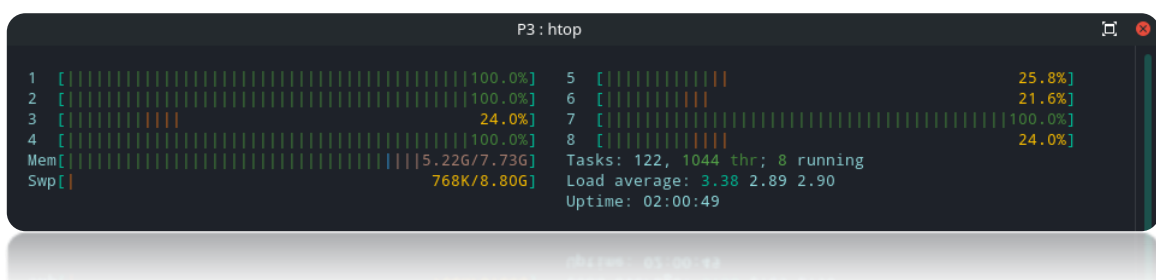 P3 : htop
1 [100.0%] 5 [25.8%]
2 [100.0%] 6 [21.6%]
3 [24.0%] 7 [100.0%]
4 [100.0%] 8 [24.0%]
Mem[5.22G/7.73G] Tasks: 122, 1044 thr; 8 running
Swp[768K/8.80G] Load average: 3.38 2.89 2.90
Uptime: 02:00:49